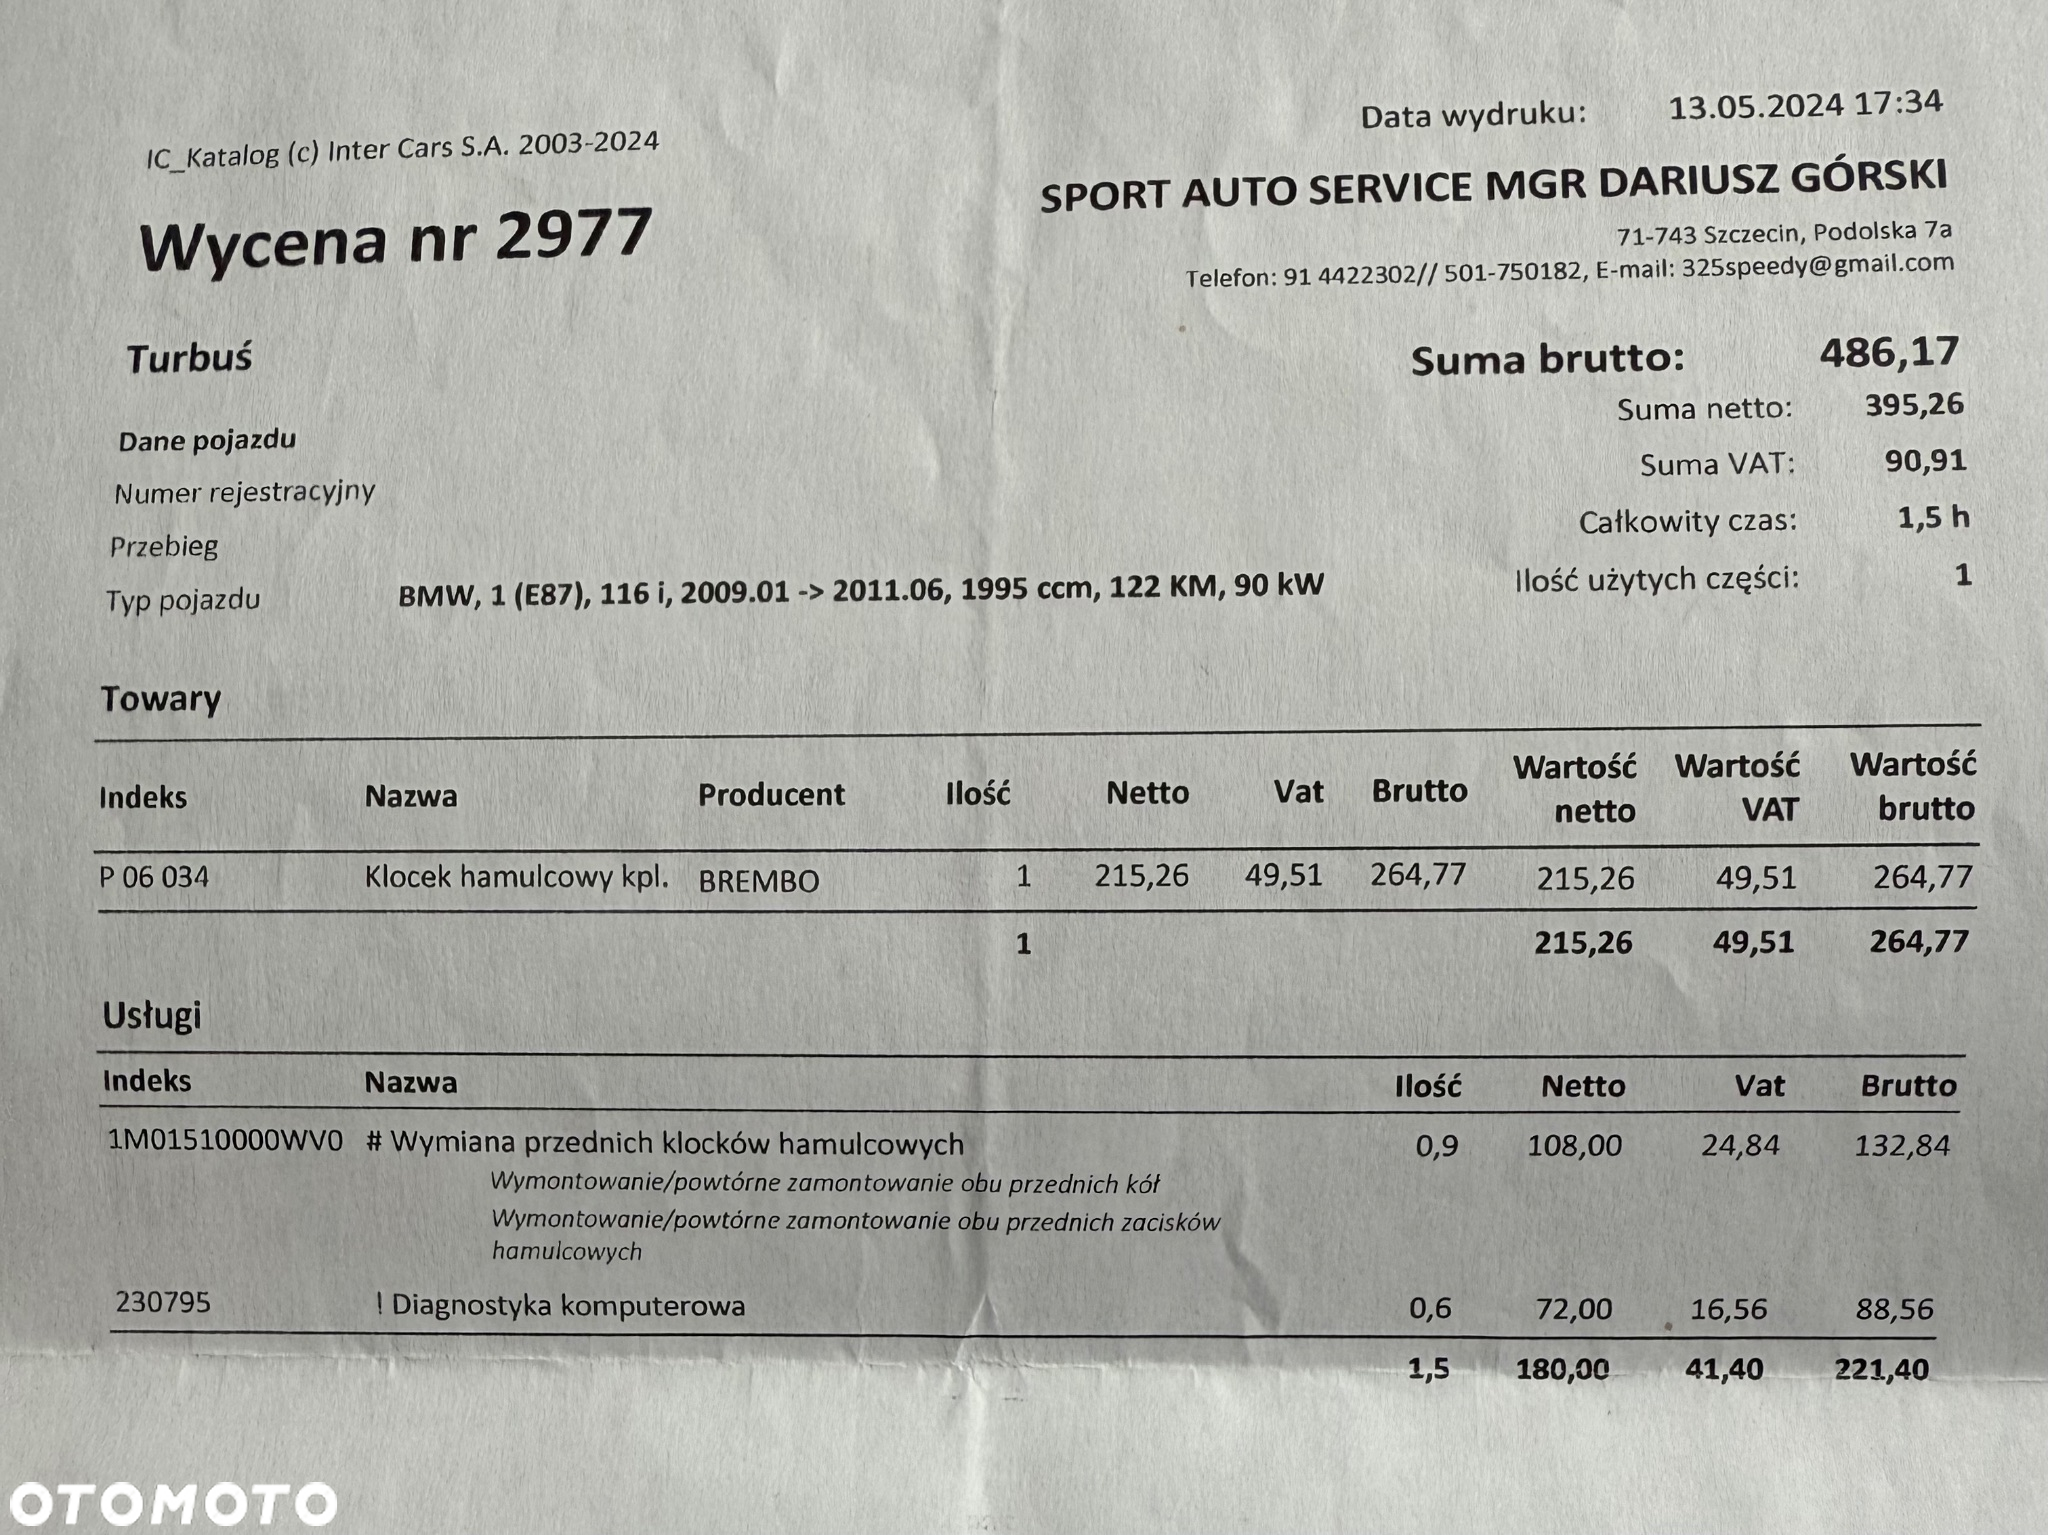 Data wydruku: 13.05.2024 17:34
IC_Katalog (c) Inter Cars S.A. 2003-2024
SPORT AUTO SERVICE MGR DARIUSZ GÓRSKI
Wycena nr 2977
71-743 Szczecin, Podolska 7a
Telefon: 91 4422302// 501-750182, E-mail: 325speedy@gmail.com
Turbuś
Suma brutto: 486,17
Suma netto: 395,26
Dane pojazdu
Suma VAT: 90,91
Numer rejestracyjny
Całkowity czas: 1,5 h
Przebieg
Ilość użytych części: 1
Typ pojazdu BMW, 1 (E87), 116 i, 2009.01 -> 2011.06, 1995 ccm, 122 KM, 90 kW
Towary
Indeks Nazwa Producent Ilość Netto Vat Brutto Wartość netto Wartość VAT Wartość brutto
P 06 034 Klocek hamulcowy kpl. BREMBO 1 215,26 49,51 264,77 215,26 49,51 264,77
1 215,26 49,51 264,77
Usługi
Indeks Nazwa Ilość Netto Vat Brutto
1M01510000WV0 # Wymiana przednich klocków hamulcowych 0,9 108,00 24,84 132,84
Wymontowanie/powtórne zamontowanie obu przednich kół
Wymontowanie/powtórne zamontowanie obu przednich zacisków
hamulcowych
230795 ! Diagnostyka komputerowa 0,6 72,00 16,56 88,56
1,5 180,00 41,40 221,40
OTOMOTO